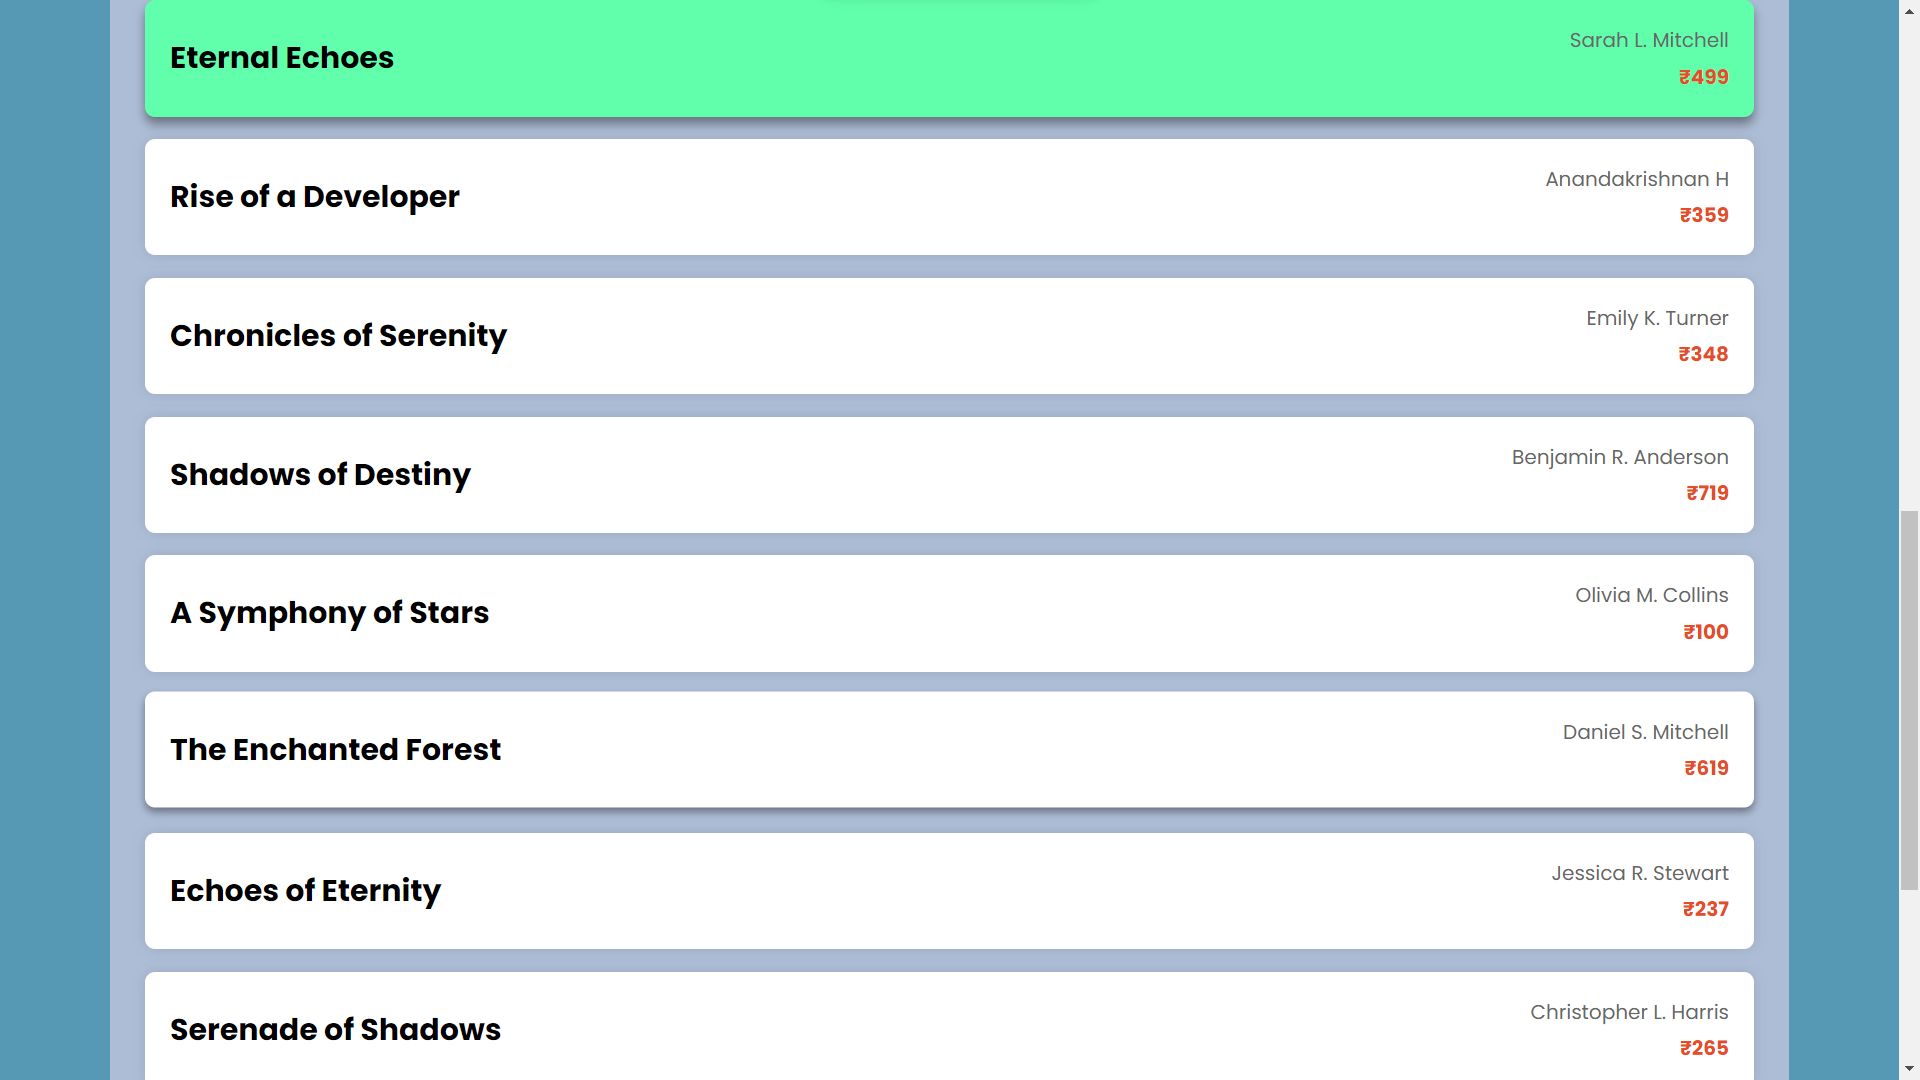 Eternal Echoes
Sarah L. Mitchell
₹499
Rise of a Developer
Anandakrishnan H
₹359
Chronicles of Serenity
Emily K. Turner
₹348
Shadows of Destiny
Benjamin R. Anderson
₹719
A Symphony of Stars
Olivia M. Collins
₹100
The Enchanted Forest
Daniel S. Mitchell
₹619
Echoes of Eternity
Jessica R. Stewart
₹237
Serenade of Shadows
Christopher L. Harris
₹265